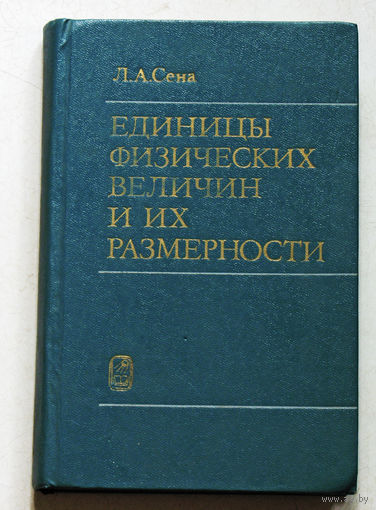 Л.А.Сена
ЕДИНИЦЫ
ФИЗИЧЕСКИХ
ВЕЛИЧИН
И ИХ
РАЗМЕРНОСТИ